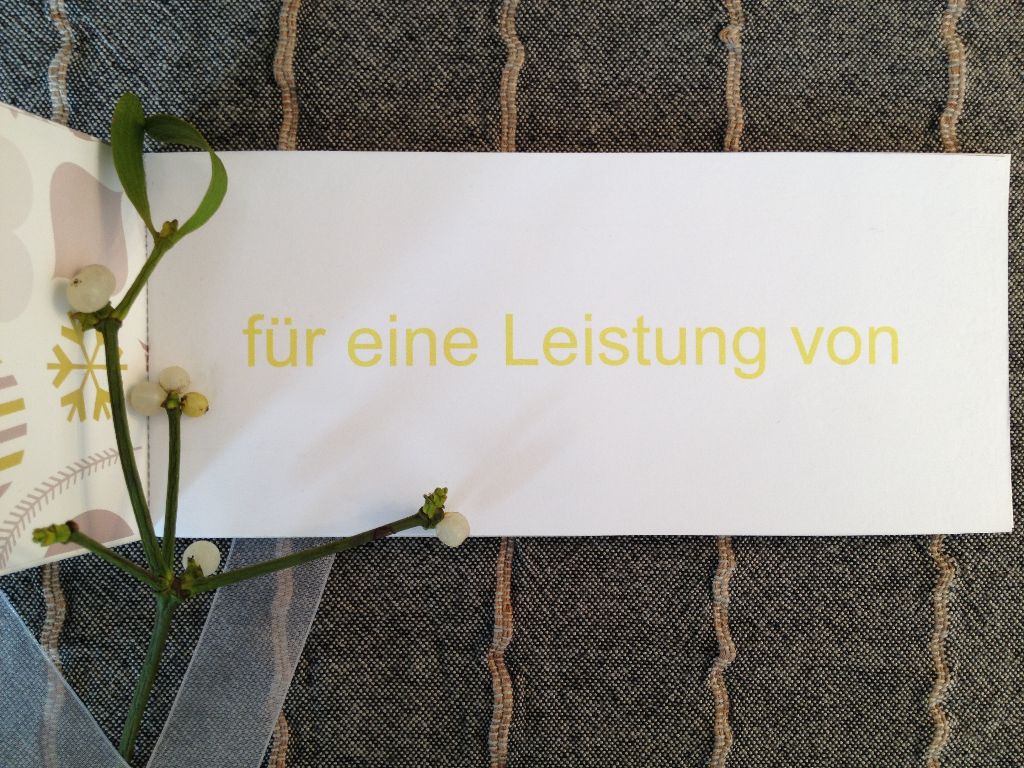 für eine Leistung von